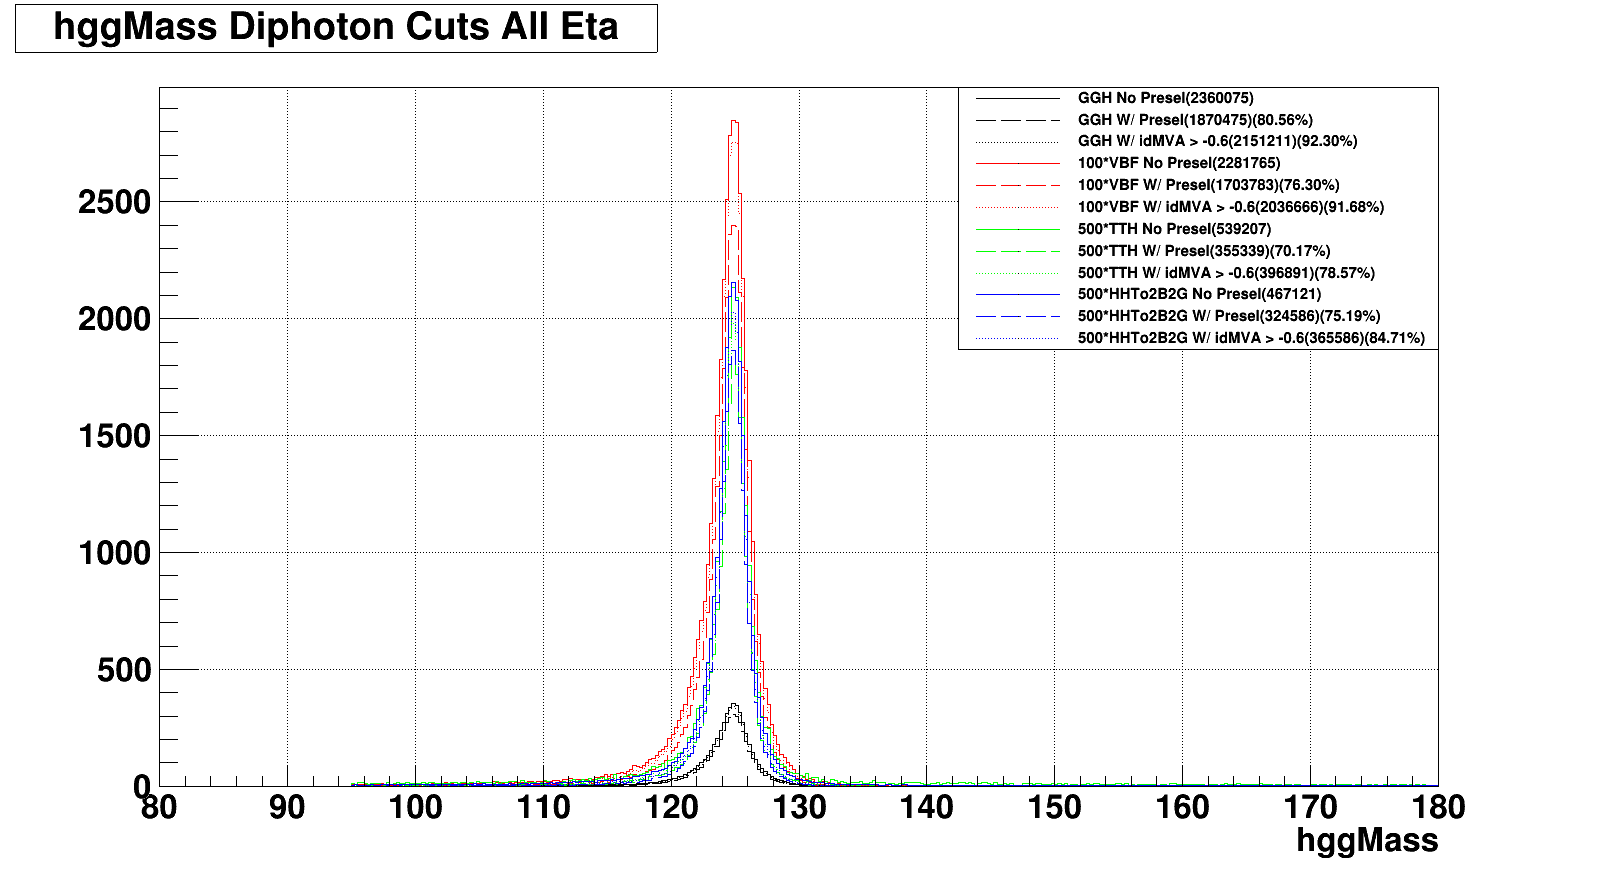 hggMass Diphoton Cuts All Eta
GGH No Presel(2360075)
GGH W/ Presel(1870475)(80.56%)
GGH W/ idMVA > -0.6(2151211)(92.30%)
100*VBF No Presel(2281765)
100*VBF W/ Presel(1703783)(76.30%)
100*VBF W/ idMVA > -0.6(2036666)(91.68%)
500*TTH No Presel(539207)
500*TTH W/ Presel(355339)(70.17%)
500*TTH W/ idMVA > -0.6(396891)(78.57%)
500*HHTo2B2G No Presel(467121)
500*HHTo2B2G W/ Presel(324586)(75.19%)
500*HHTo2B2G W/ idMVA > -0.6(365586)(84.71%)
2500
2000
1500
1000
500
0
80 90 100 110 120 130 140 150 160 170 180
hggMass